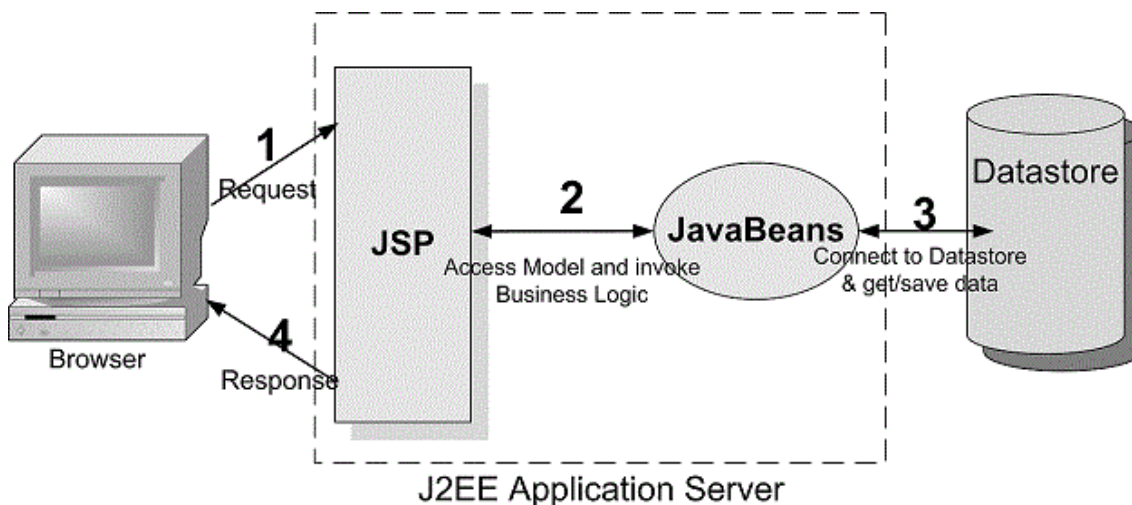 1
Request
JSP
2
Access Model and invoke
Business Logic
JavaBeans
3
Connect to Datastore
& get/save data
Datastore
4
Response
Browser
J2EE Application Server